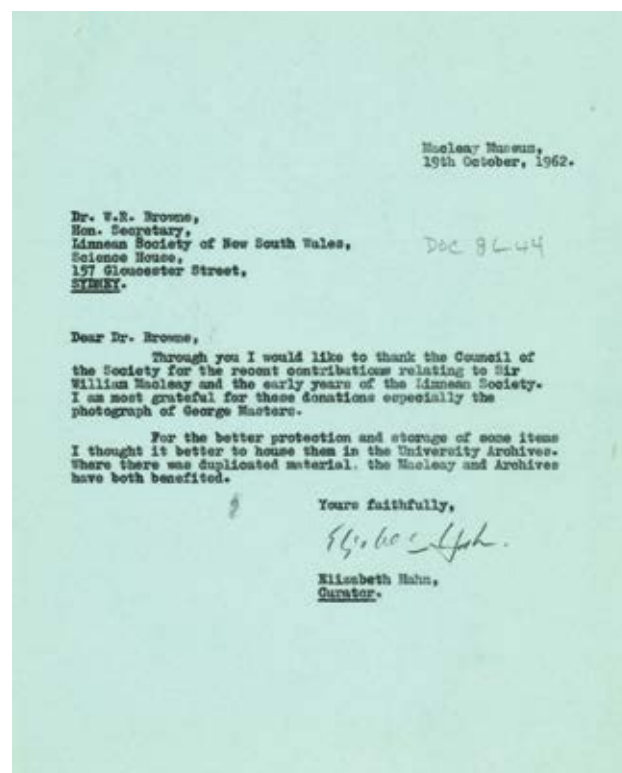 Macleay Museum,
19th October, 1962.
Dr. W.R. Browne,
Hon. Secretary,
Linnean Society of New South Wales,
Science House,
157 Gloucester Street,
SYDNEY.
DOC 86-44
Dear Dr. Browne,
Through you I would like to thank the Council of
the Society for the recent contributions relating to Sir
William Macleay and the early years of the Linnean Society.
I am most grateful for these donations especially the
photograph of George Masters.
For the better protection and storage of some items
I thought it better to house them in the University Archives.
Where there was duplicated material, the Macleay and Archives
have both benefited.
Yours faithfully,
Elizabeth Hahn,
Curator.